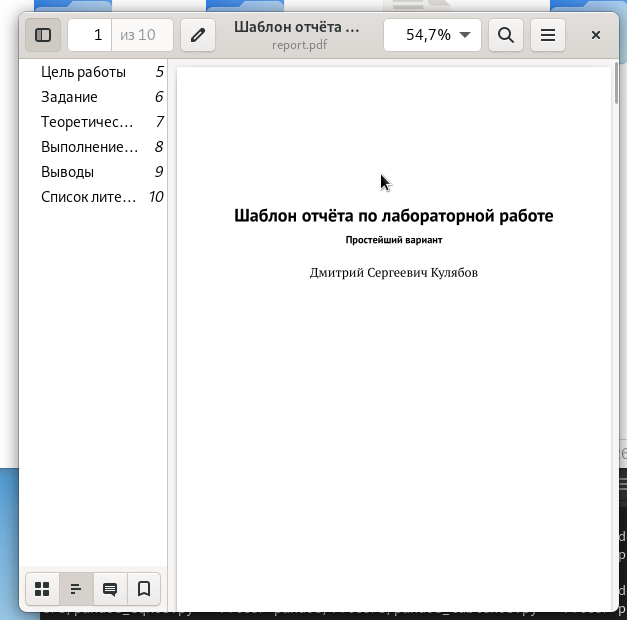 1 из 10
Шаблон отчёта ...
report.pdf
54,7%
Цель работы 5
Задание 6
Теоретичес... 7
Выполнение... 8
Выводы 9
Список лите... 10
Шаблон отчёта по лабораторной работе
Простейший вариант
Дмитрий Сергеевич Кулябов